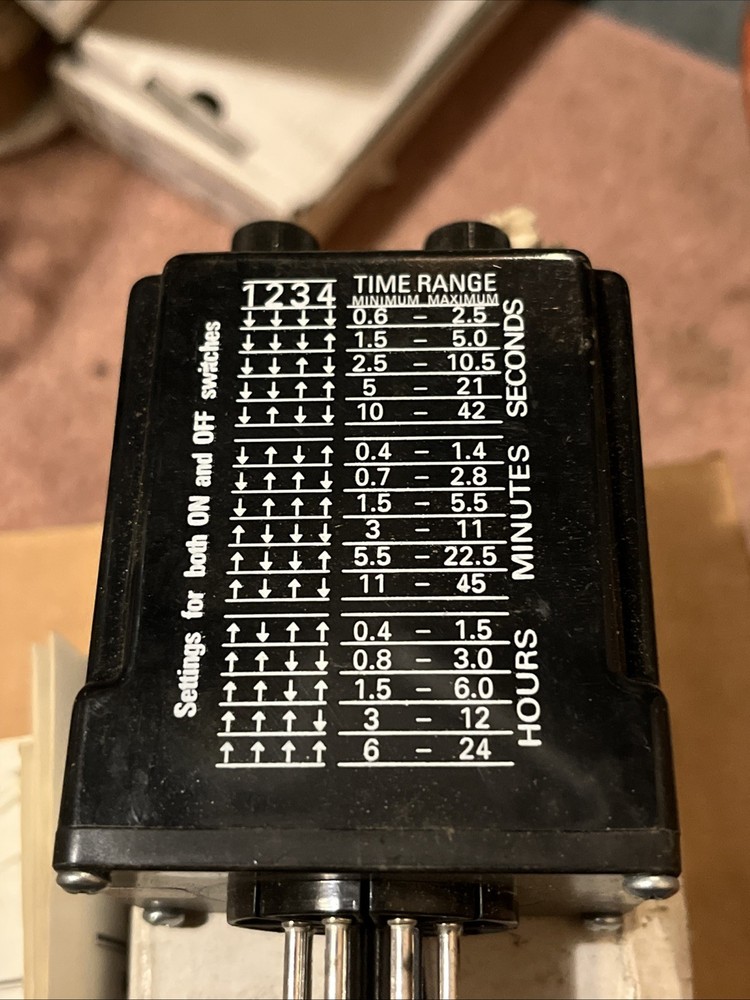 Settings for both ON and OFF switches
1234 TIME RANGE
MINIMUM MAXIMUM
↓ ↓ ↓ ↓ 0.6 – 2.5
↓ ↓ ↓ ↑ 1.5 – 5.0
↓ ↓ ↑ ↓ 2.5 – 10.5
↓ ↓ ↑ ↑ 5 – 21
↓ ↑ ↓ ↓ 10 – 42
SECONDS
↓ ↑ ↓ ↑ 0.4 – 1.4
↓ ↑ ↑ ↓ 0.7 – 2.8
↓ ↑ ↑ ↑ 1.5 – 5.5
↑ ↓ ↓ ↓ 3 – 11
↑ ↓ ↓ ↑ 5.5 – 22.5
↑ ↓ ↑ ↓ 11 – 45
MINUTES
↑ ↓ ↑ ↑ 0.4 – 1.5
↑ ↑ ↓ ↓ 0.8 – 3.0
↑ ↑ ↓ ↑ 1.5 – 6.0
↑ ↑ ↑ ↓ 3 – 12
↑ ↑ ↑ ↑ 6 – 24
HOURS